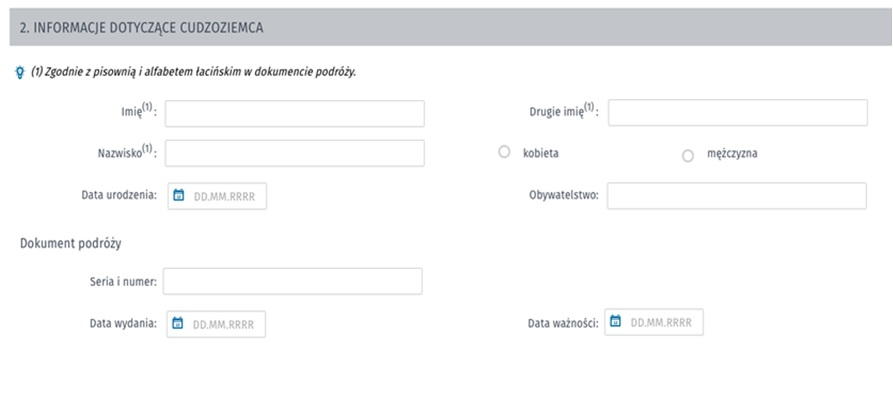 2. INFORMACJE DOTYCZĄCE CUDZOZIEMCA
(1) Zgodnie z pisownią i alfabetem łacińskim w dokumencie podróży.
Imię(1): Drugie imię(1):
Nazwisko(1): kobieta mężczyzna
Data urodzenia: DD.MM.RRRR Obywatelstwo:
Dokument podróży
Seria i numer:
Data wydania: DD.MM.RRRR Data ważności: DD.MM.RRRR